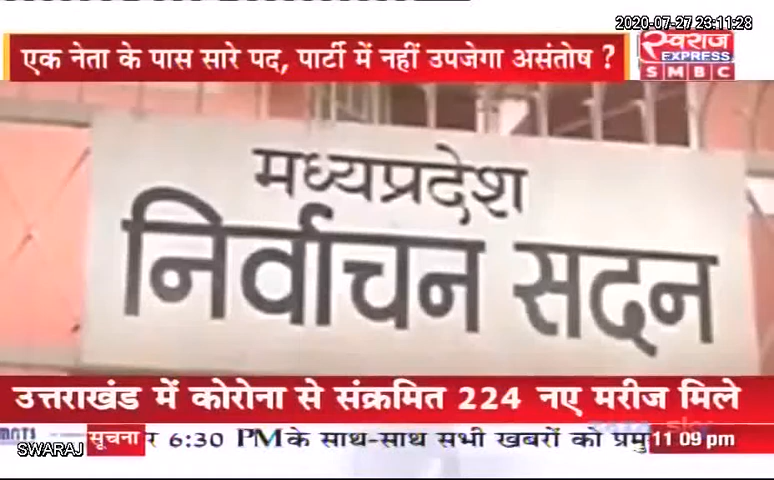 2020-07-27 23:11:28
एक नेता के पास सारे पद, पार्टी में नहीं उपजेगा असंतोष ?
स्वराज
EXPRESS
SMBC
मध्यप्रदेश
निर्वाचन सदन
उत्तराखंड में कोरोना से संक्रमित 224 नए मरीज मिले
सूचना र 6:30 PM के साथ-साथ सभी खबरों को प्रमु 11 09 pm
SWARAJ